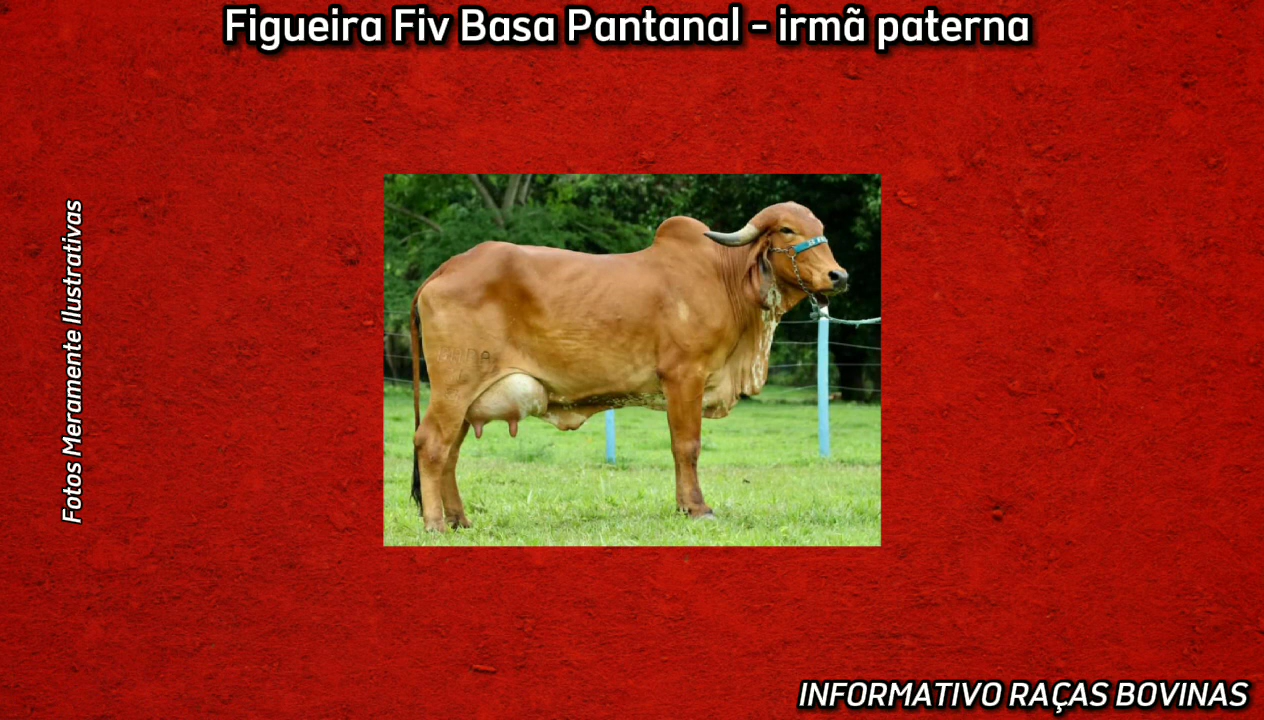 Figueira Fiv Basa Pantanal - irmã paterna
Fotos Meramente Ilustrativas
INFORMATIVO RAÇAS BOVINAS